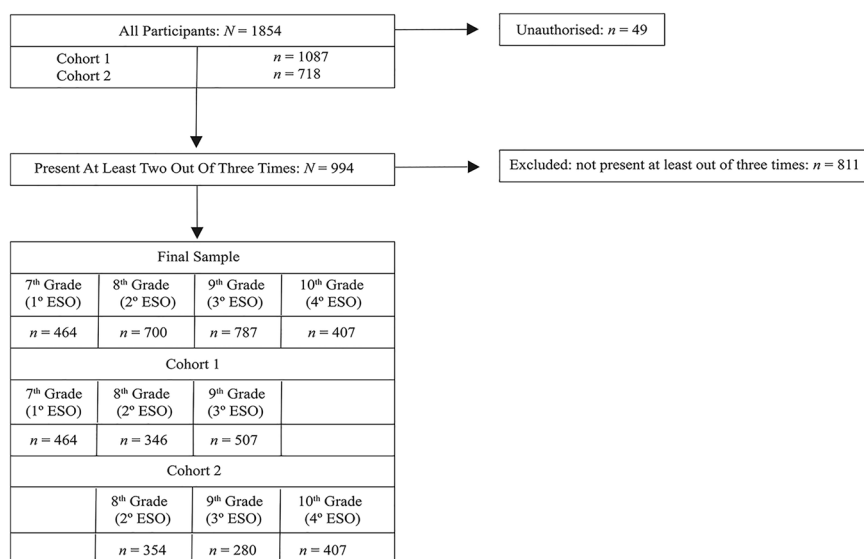 All Participants: N = 1854
Unauthorised: n = 49
Cohort 1 n = 1087
Cohort 2 n = 718
Present At Least Two Out Of Three Times: N = 994
Excluded: not present at least out of three times: n = 811
Final Sample
7th Grade 8th Grade 9th Grade 10th Grade
(1º ESO) (2º ESO) (3º ESO) (4º ESO)
n = 464 n = 700 n = 787 n = 407
Cohort 1
7th Grade 8th Grade 9th Grade
(1º ESO) (2º ESO) (3º ESO)
n = 464 n = 346 n = 507
Cohort 2
8th Grade 9th Grade 10th Grade
(2º ESO) (3º ESO) (4º ESO)
n = 354 n = 280 n = 407